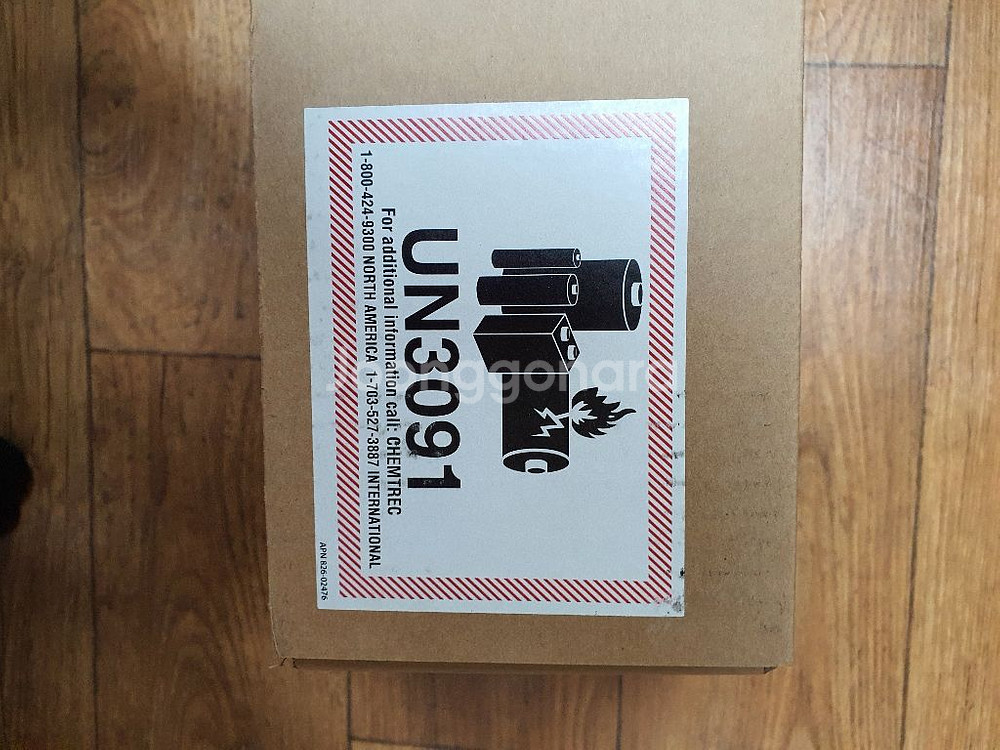 UN3091
For additional information call: CHEMTREC
1-800-424-9300 NORTH AMERICA 1-703-527-3887 INTERNATIONAL
APN 826-02476
joonggonara